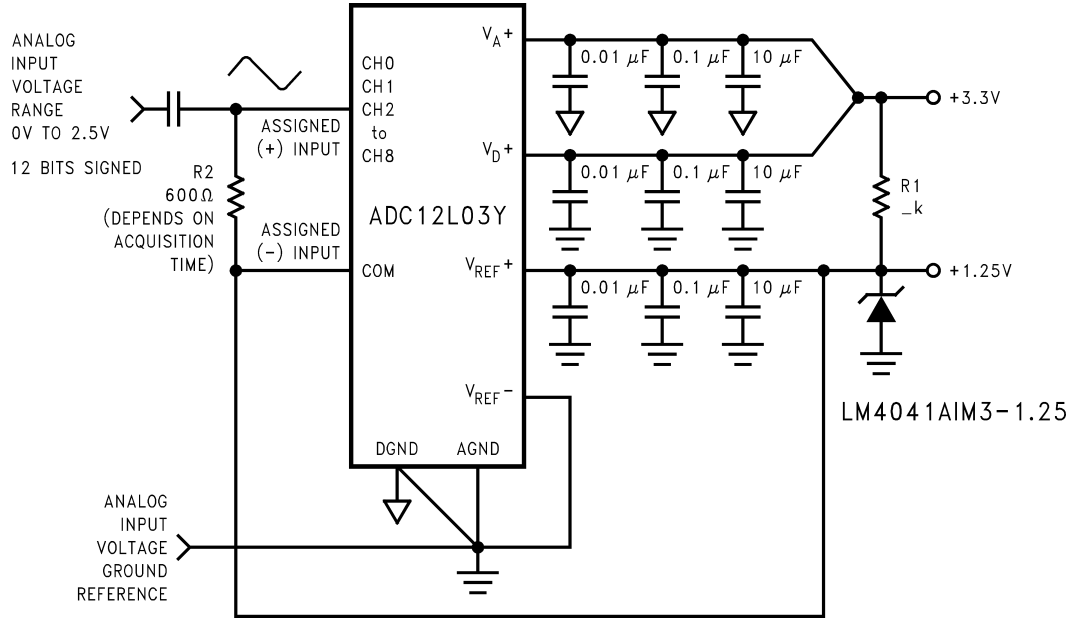 ANALOG
INPUT
VOLTAGE
RANGE
0V TO 2.5V
12 BITS SIGNED
R2
600Ω
(DEPENDS ON
ACQUISITION
TIME)
ASSIGNED
(+) INPUT
ASSIGNED
(-) INPUT
CH0
CH1
CH2
to
CH8
ADC12L03Y
COM
VA+
VD+
VREF+
VREF-
DGND
AGND
0.01 μF
0.1 μF
10 μF
0.01 μF
0.1 μF
10 μF
0.01 μF
0.1 μF
10 μF
+3.3V
R1
_k
+1.25V
LM4041AIM3-1.25
ANALOG
INPUT
VOLTAGE
GROUND
REFERENCE